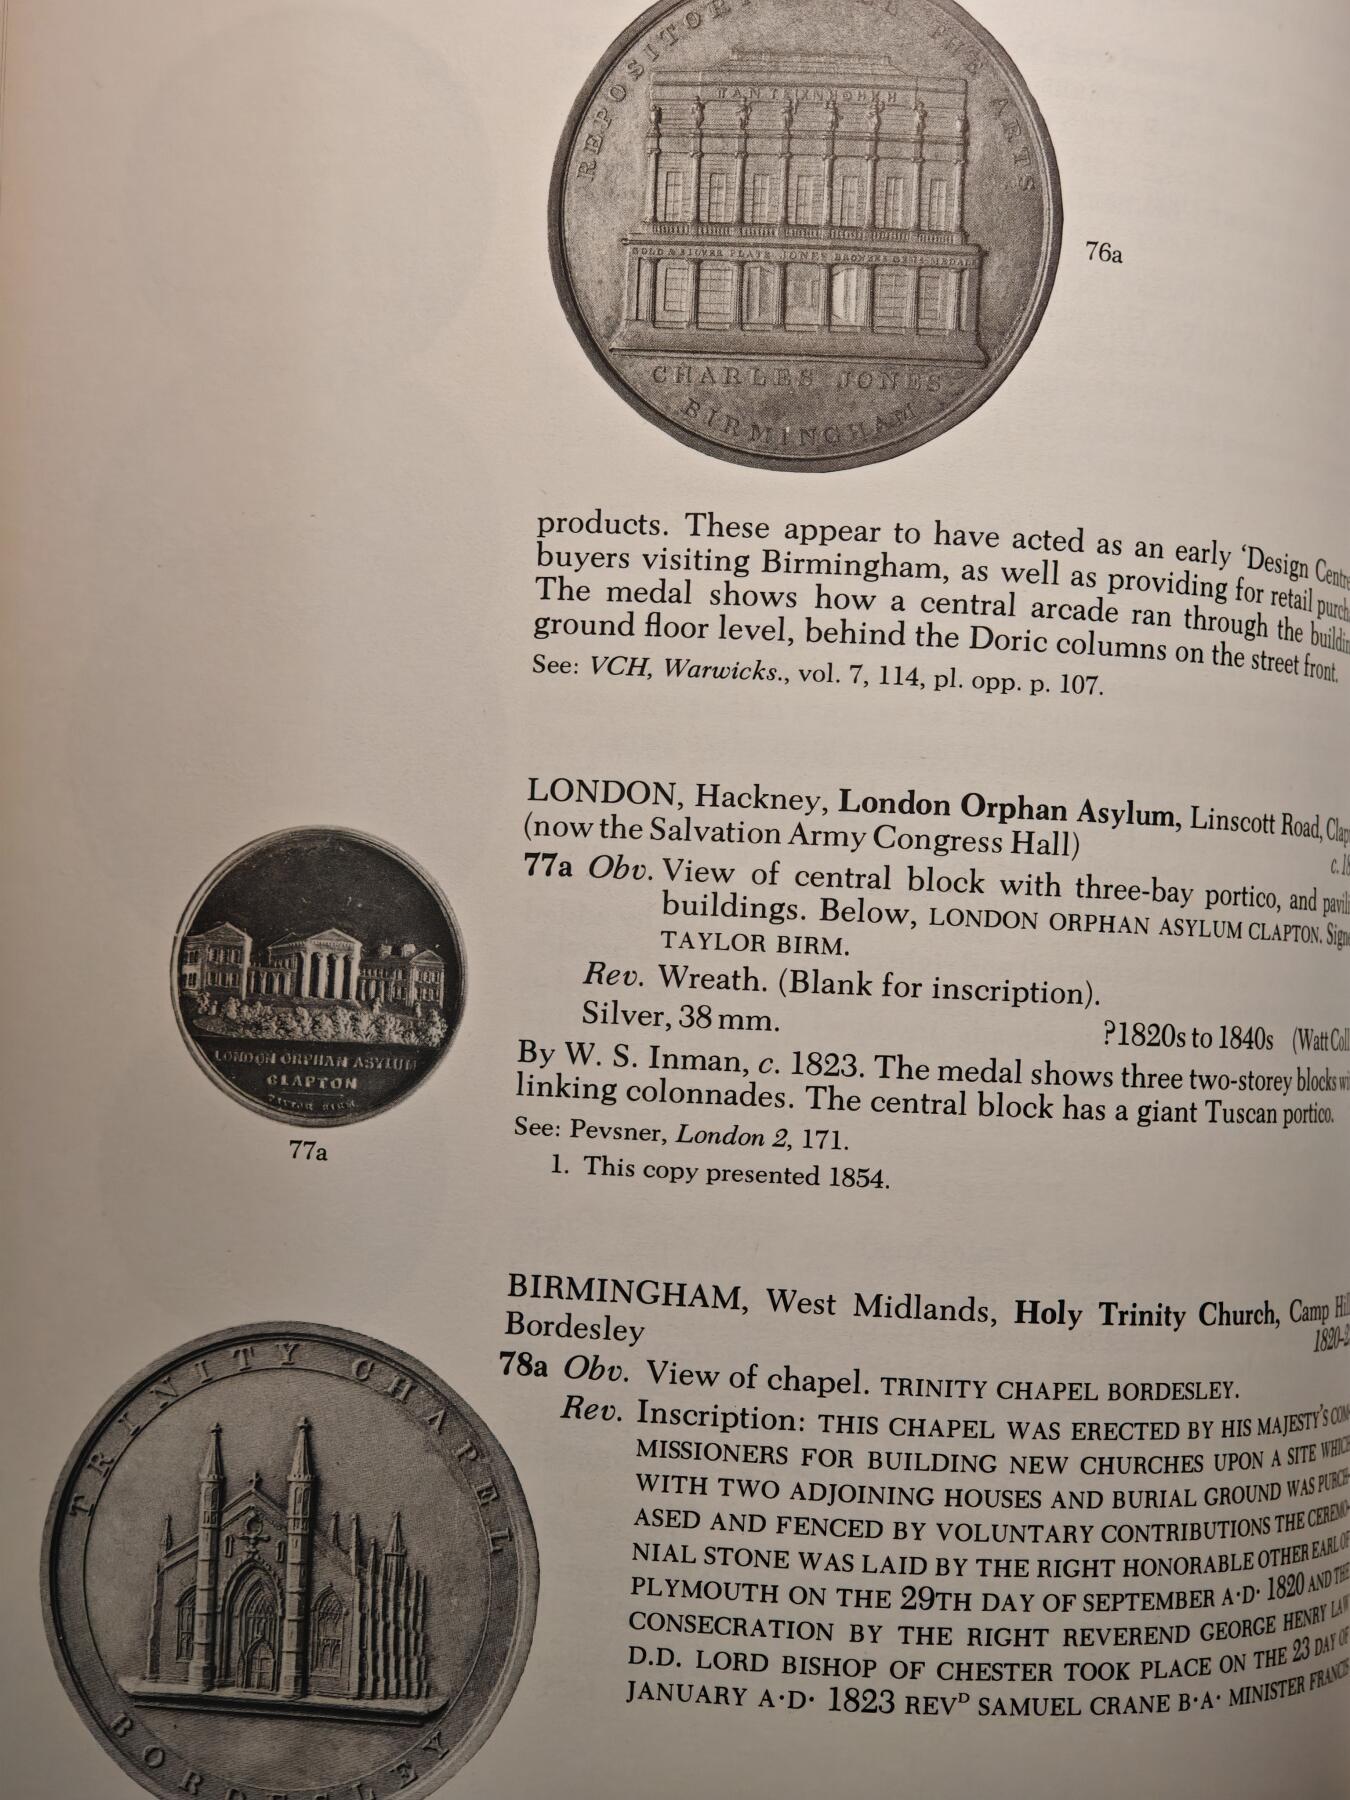 REPOSITORY THE ARTS
PANTECHNETHECA
GOLD & SILVER PLATE JONES BRONZES GEMS MEDALS
CHARLES JONES
BIRMINGHAM
76a
products. These appear to have acted as an early ‘Design Centre
buyers visiting Birmingham, as well as providing for retail
The medal shows how a central arcade ran through the
ground floor level, behind the Doric columns on the street front.
See: VCH, Warwicks., vol. 7, 114, pl. opp. p. 107.
LONDON, Hackney, London Orphan Asylum, Linscott Road,
(now the Salvation Army Congress Hall)
77a Obv. View of central block with three-bay portico, and
buildings. Below, LONDON ORPHAN ASYLUM CLAPTON.
TAYLOR BIRM.
Rev. Wreath. (Blank for inscription).
Silver, 38 mm. ?1820s to 1840s (Watt
By W. S. Inman, c. 1823. The medal shows three two-storey blocks
linking colonnades. The central block has a giant Tuscan portico.
See: Pevsner, London 2, 171.
1. This copy presented 1854.
LONDON ORPHAN ASYLUM
CLAPTON
TAYLOR BIRM
77a
BIRMINGHAM, West Midlands, Holy Trinity Church, Camp
Bordesley
78a Obv. View of chapel. TRINITY CHAPEL BORDESLEY.
Rev. Inscription: THIS CHAPEL WAS ERECTED BY HIS MAJESTY’S COM-
MISSIONERS FOR BUILDING NEW CHURCHES UPON A SITE WHICH
WITH TWO ADJOINING HOUSES AND BURIAL GROUND WAS PURCH-
ASED AND FENCED BY VOLUNTARY CONTRIBUTIONS THE CEREMO-
NIAL STONE WAS LAID BY THE RIGHT HONORABLE OTHER EARL OF
PLYMOUTH ON THE 29TH DAY OF SEPTEMBER A·D· 1820 AND THE
CONSECRATION BY THE RIGHT REVEREND GEORGE HENRY LAW
D.D. LORD BISHOP OF CHESTER TOOK PLACE ON THE 23 DAY OF
JANUARY A·D· 1823 REVD SAMUEL CRANE B·A· MINISTER FRANCIS
TRINITY CHAPEL
BORDESLEY